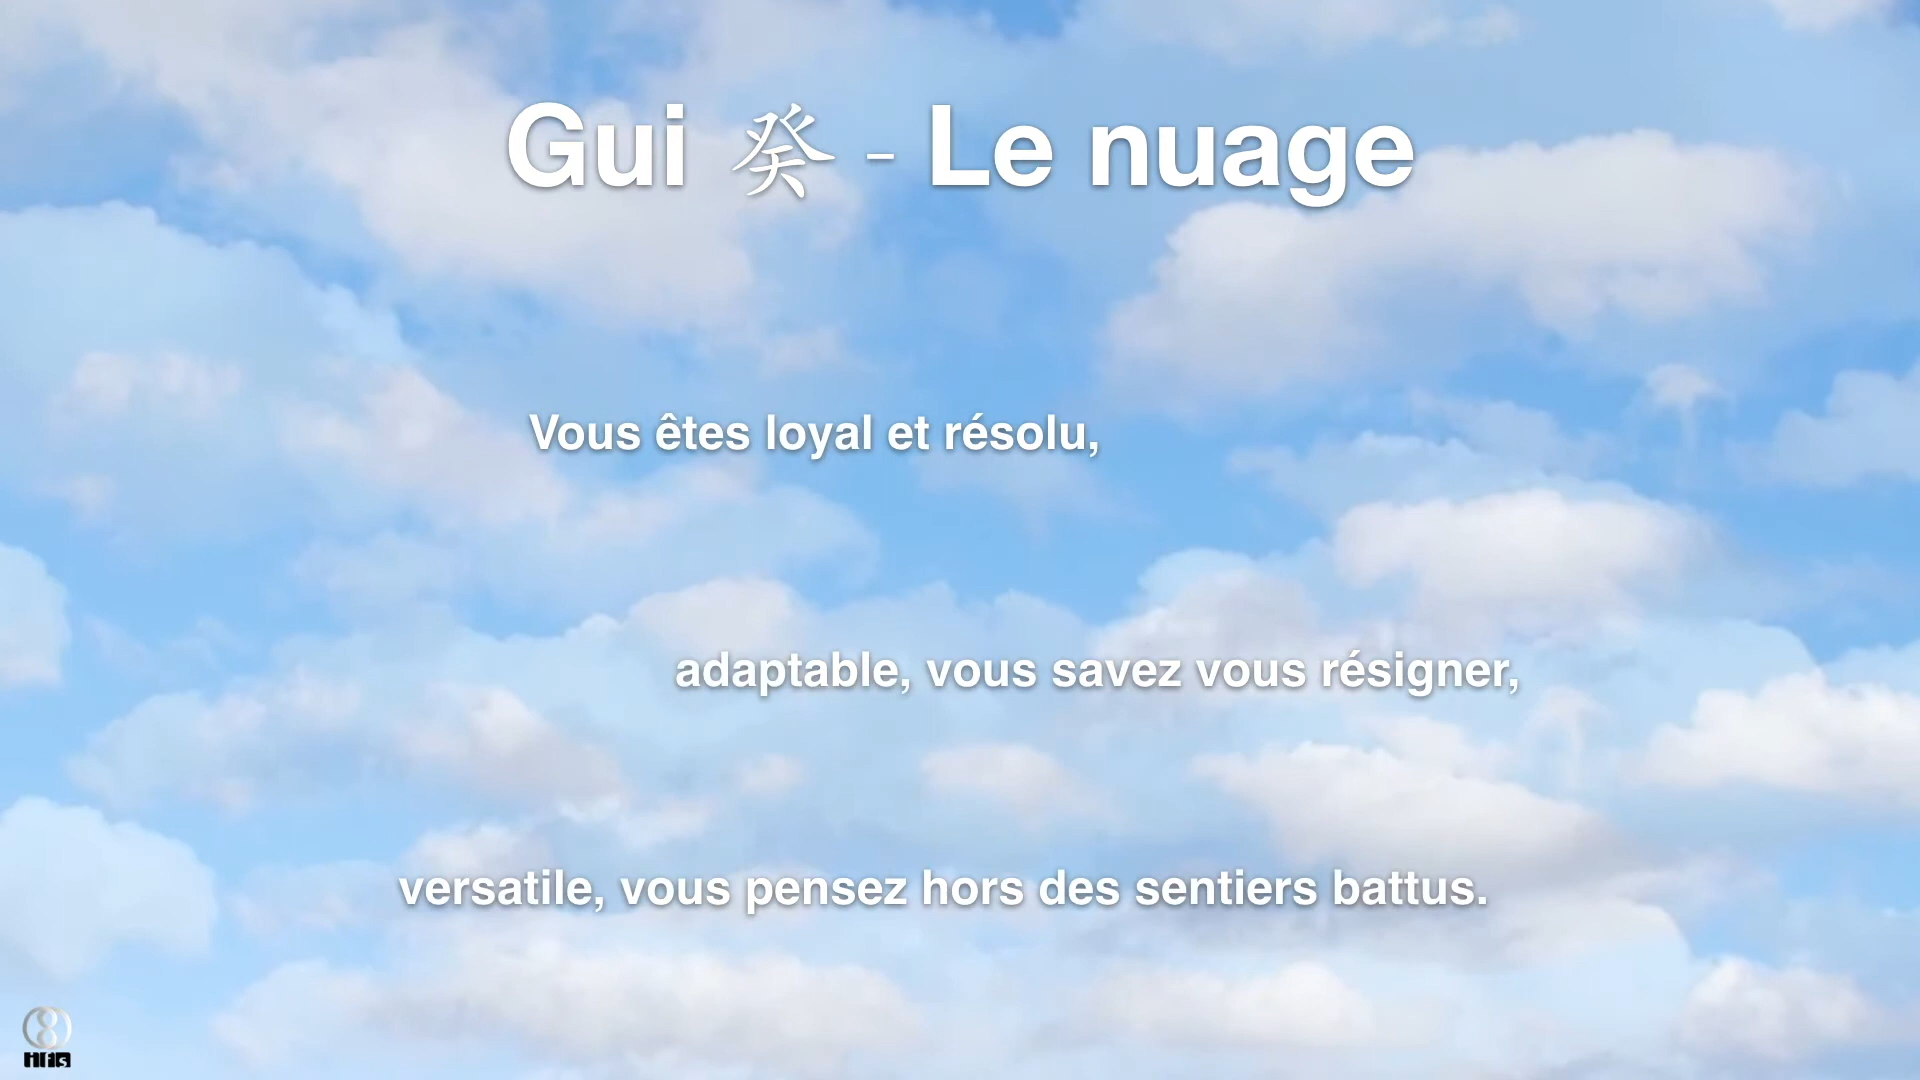 Gui 癸 - Le nuage
Vous êtes loyal et résolu,
adaptable, vous savez vous résigner,
versatile, vous pensez hors des sentiers battus.